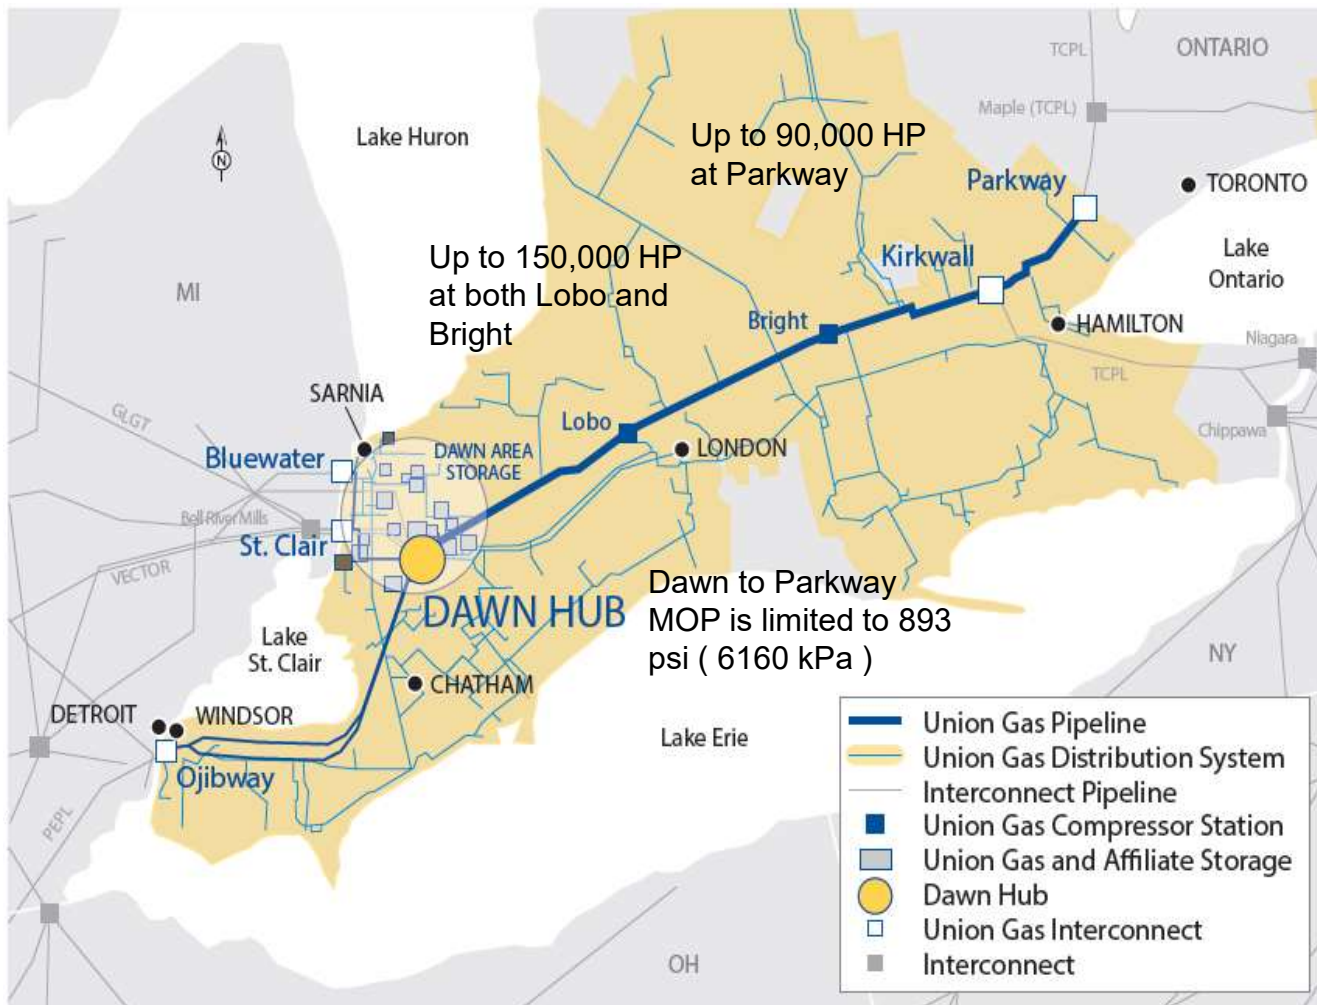 TCPL
ONTARIO
Maple (TCPL)
Lake Huron
Up to 90,000 HP
at Parkway
Parkway
TORONTO
N
Up to 150,000 HP
at both Lobo and
Bright
Kirkwall
Lake
Ontario
MI
Bright
HAMILTON
Niagara
TCPL
SARNIA
GLGT
Lobo
Chippawa
Bluewater
DAWN AREA
STORAGE
LONDON
Bell River Mills
St. Clair
VECTOR
DAWN HUB
Dawn to Parkway
MOP is limited to 893
psi ( 6160 kPa )
Lake
St. Clair
NY
CHATHAM
DETROIT
WINDSOR
Lake Erie
Ojibway
PEPL
OH
Union Gas Pipeline
Union Gas Distribution System
Interconnect Pipeline
Union Gas Compressor Station
Union Gas and Affiliate Storage
Dawn Hub
Union Gas Interconnect
Interconnect